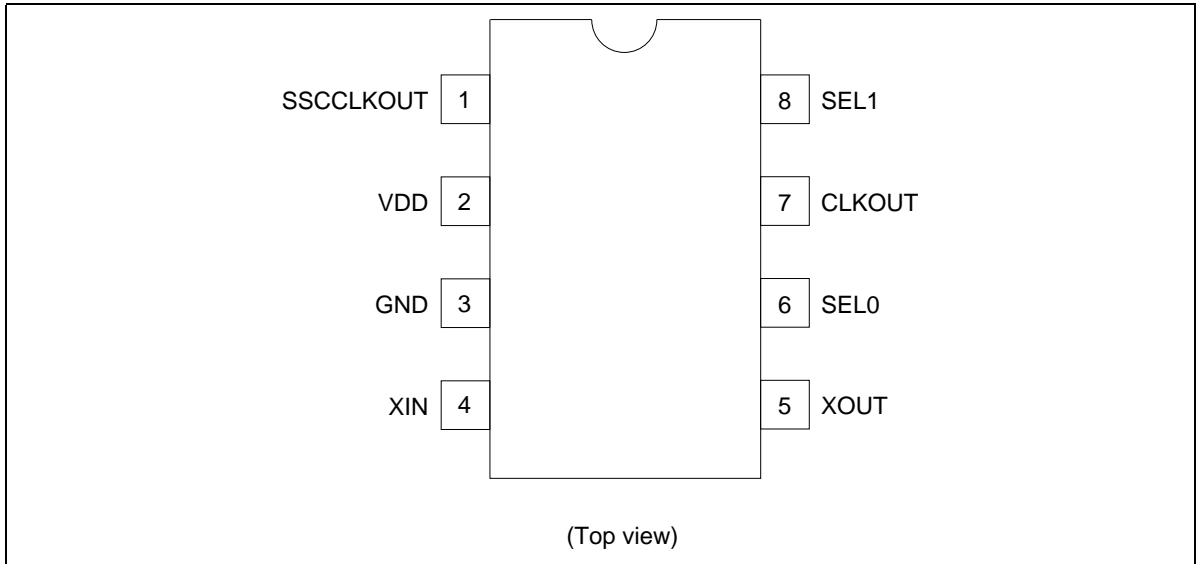 SSCCLKOUT 1 8 SEL1
VDD 2 7 CLKOUT
GND 3 6 SEL0
XIN 4 5 XOUT
(Top view)